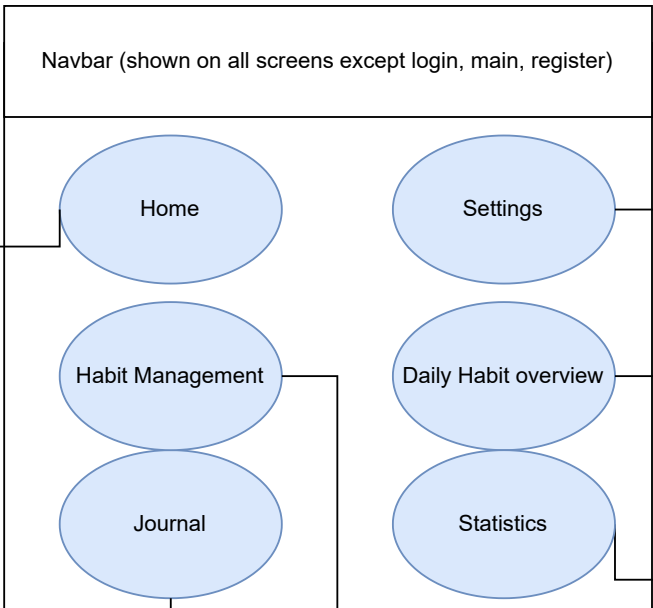 Navbar (shown on all screens except login, main, register)
Home
Settings
Habit Management
Daily Habit overview
Journal
Statistics